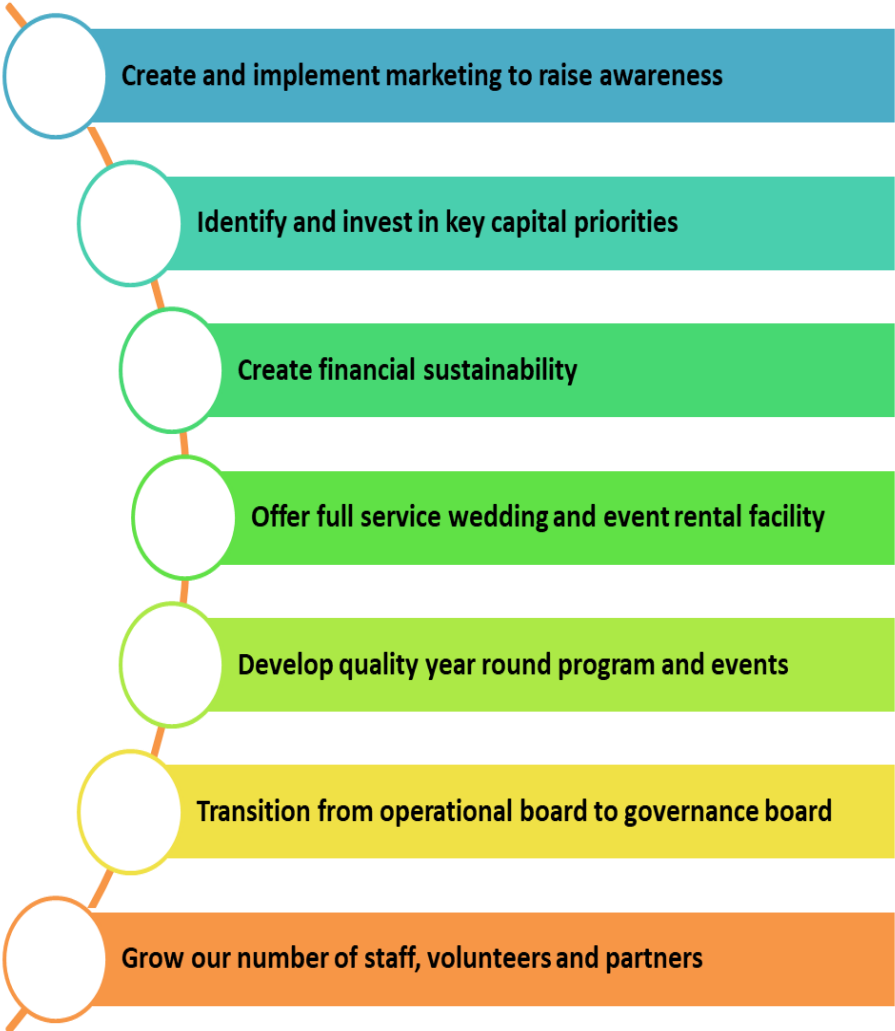 Create and implement marketing to raise awareness
Identify and invest in key capital priorities
Create financial sustainability
Offer full service wedding and event rental facility
Develop quality year round program and events
Transition from operational board to governance board
Grow our number of staff, volunteers and partners